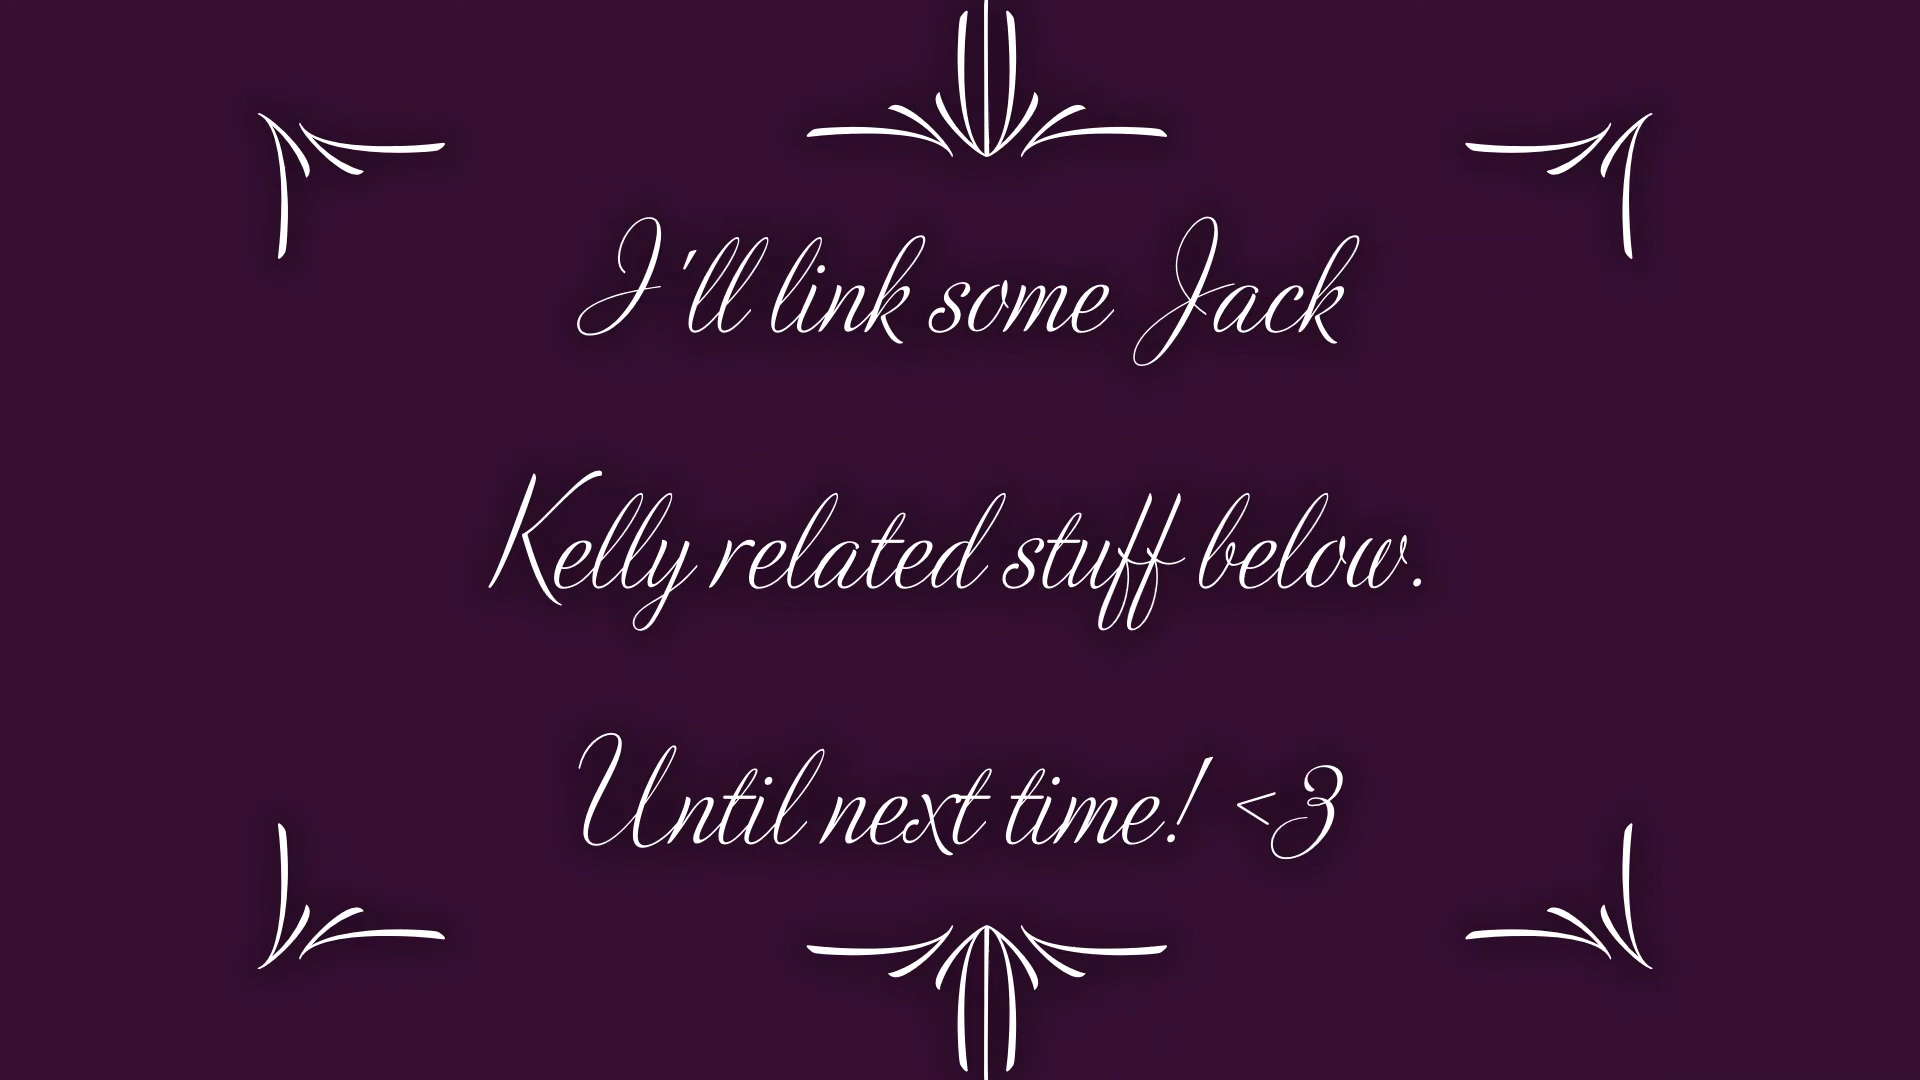 I'll link some Jack
Kelly related stuff below.
Until next time! <3